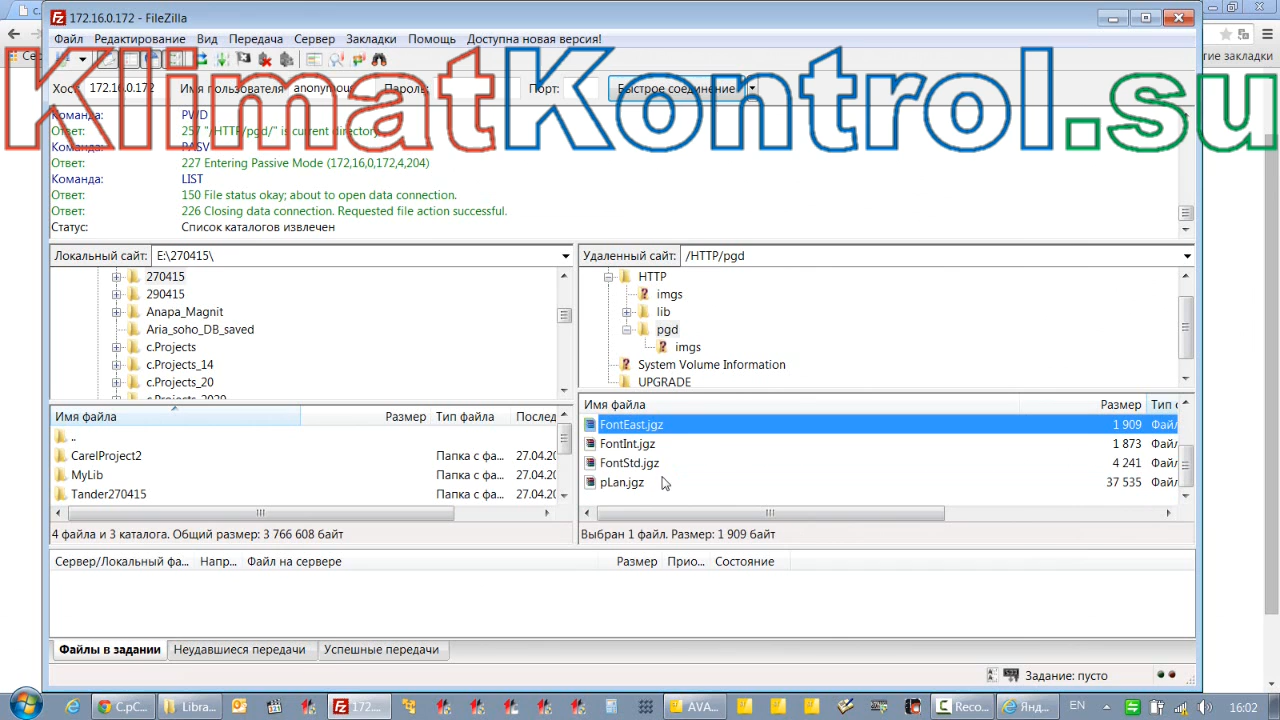 172.16.0.172 - FileZilla
Файл Редактирование Вид Передача Сервер Закладки Помощь Доступна новая версия!
KlimatKontrol.su
Хост: 172.16.0.172 Имя пользователя: anonymous Пароль: Порт: Быстрое соединение
Команда: PWD
Ответ: 257 "/HTTP/pgd/" is current directory.
Команда: PASV
Ответ: 227 Entering Passive Mode (172,16,0,172,4,204)
Команда: LIST
Ответ: 150 File status okay; about to open data connection.
Ответ: 226 Closing data connection. Requested file action successful.
Статус: Список каталогов извлечен
Локальный сайт: E:\270415\
270415
290415
Anapa_Magnit
Aria_soho_DB_saved
c.Projects
c.Projects_14
c.Projects_20
c.Projects_2020
Удаленный сайт: /HTTP/pgd
HTTP
imgs
lib
pgd
imgs
System Volume Information
UPGRADE
Имя файла Размер Тип файла Послед
..
CarelProject2 Папка с фа... 27.04.20
MyLib Папка с фа... 27.04.20
Tander270415 Папка с фа... 27.04.20
4 файла и 3 каталога. Общий размер: 3 766 608 байт
Имя файла Размер Тип с
FontEast.jgz 1 909 Файл
FontInt.jgz 1 873 Файл
FontStd.jgz 4 241 Файл
pLan.jgz 37 535 Файл
Выбран 1 файл. Размер: 1 909 байт
Сервер/Локальный фа... Напр... Файл на сервере Размер Прио... Состояние
Файлы в задании Неудавшиеся передачи Успешные передачи
Задание: пусто
C.pC... Libra... 172... AVA... Reco... Янд... EN 16:02